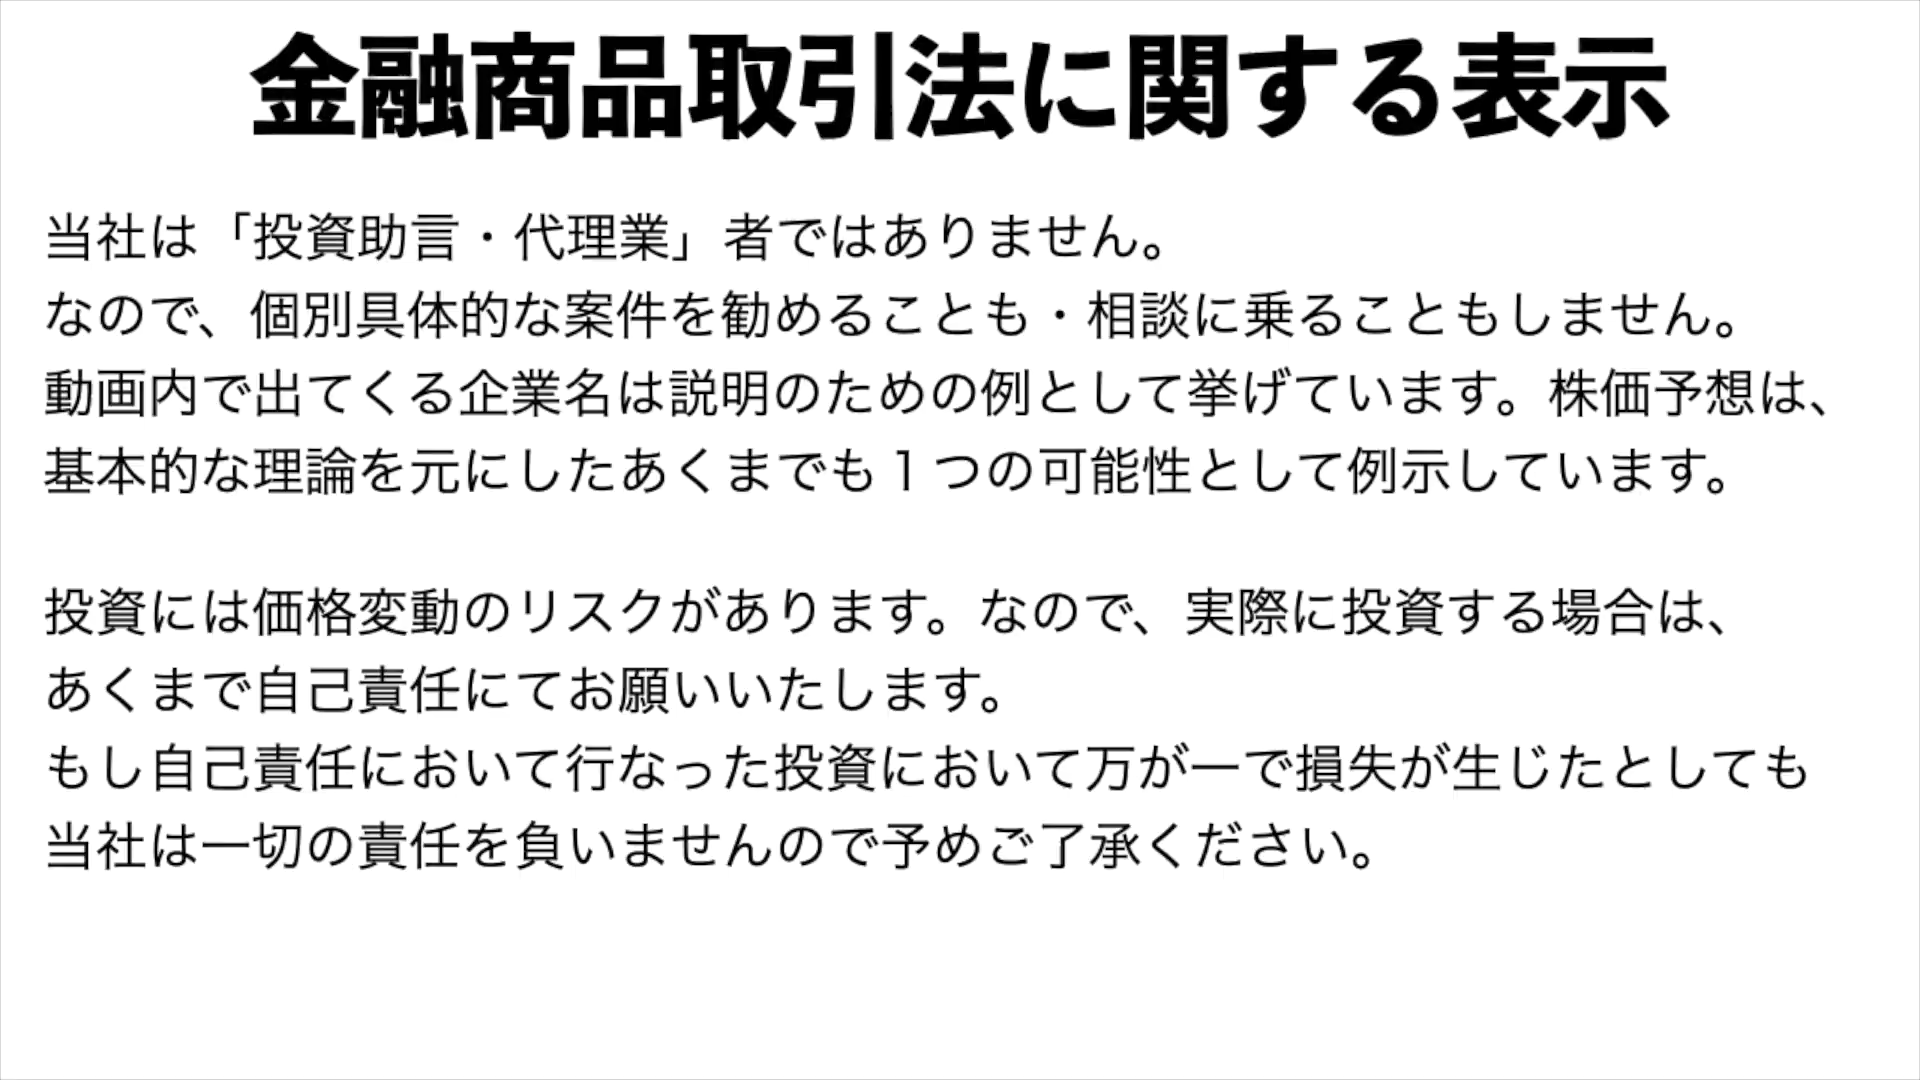 金融商品取引法に関する表示
当社は「投資助言・代理業」者ではありません。
なので、個別具体的な案件を勧めることも・相談に乗ることもしません。
動画内で出てくる企業名は説明のための例として挙げています。株価予想は、
基本的な理論を元にしたあくまでも１つの可能性として例示しています。
投資には価格変動のリスクがあります。なので、実際に投資する場合は、
あくまで自己責任にてお願いいたします。
もし自己責任において行なった投資において万が一で損失が生じたとしても
当社は一切の責任を負いませんので予めご了承ください。